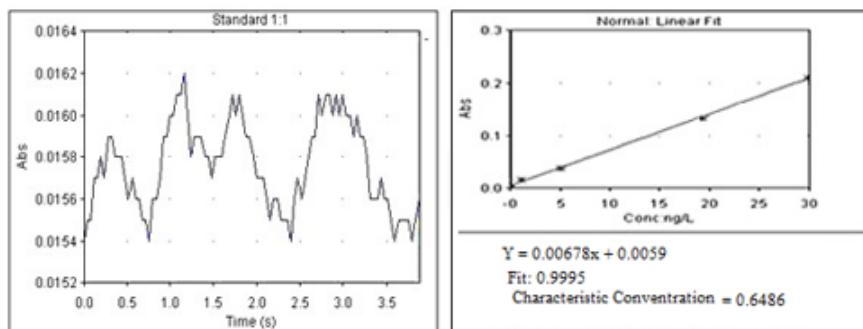 Standard 1:1
0.0164
0.0162
0.0160
0.0158
0.0156
0.0154
0.0152
Abs
0.0 0.5 1.0 1.5 2.0 2.5 3.0 3.5
Time (s)
Normal: Linear Fit
0.3
0.2
0.1
0.0
Abs
-0 5 10 15 20 25 30
Y = 0.00678x + 0.0059
Fit: 0.9995
Characteristic Conventration = 0.6486